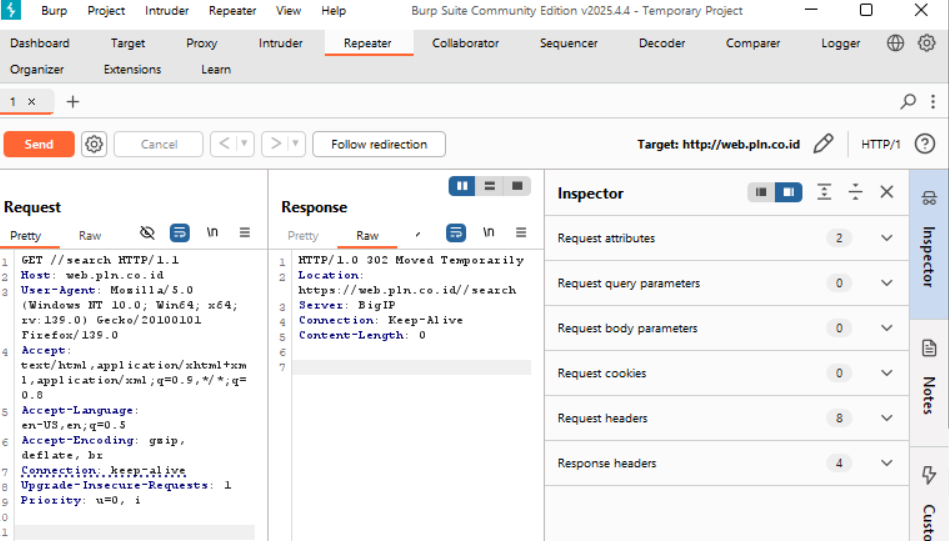 Burp Project Intruder Repeater View Help Burp Suite Community Edition v2025.4.4 - Temporary Project
Dashboard Target Proxy Intruder Repeater Collaborator Sequencer Decoder Comparer Logger
Organizer Extensions Learn
1 × +
Send Cancel < > Follow redirection Target: http://web.pln.co.id HTTP/1
Request
Pretty Raw \n
1 GET //search HTTP/1.1
2 Host: web.pln.co.id
3 User-Agent: Mozilla/5.0
(Windows NT 10.0; Win64; x64;
rv:139.0) Gecko/20100101
Firefox/139.0
4 Accept:
text/html,application/xhtml+xm
l,application/xml;q=0.9,*/*;q=
0.8
5 Accept-Language:
en-US,en;q=0.5
6 Accept-Encoding: gzip,
deflate, br
7 Connection: keep-alive
8 Upgrade-Insecure-Requests: 1
9 Priority: u=0, i
0
1
Response
Pretty Raw \n
1 HTTP/1.0 302 Moved Temporarily
2 Location:
https://web.pln.co.id//search
3 Server: BigIP
4 Connection: Keep-Alive
5 Content-Length: 0
6
7
Inspector
Request attributes 2
Request query parameters 0
Request body parameters 0
Request cookies 0
Request headers 8
Response headers 4
Inspector
Notes
Custo